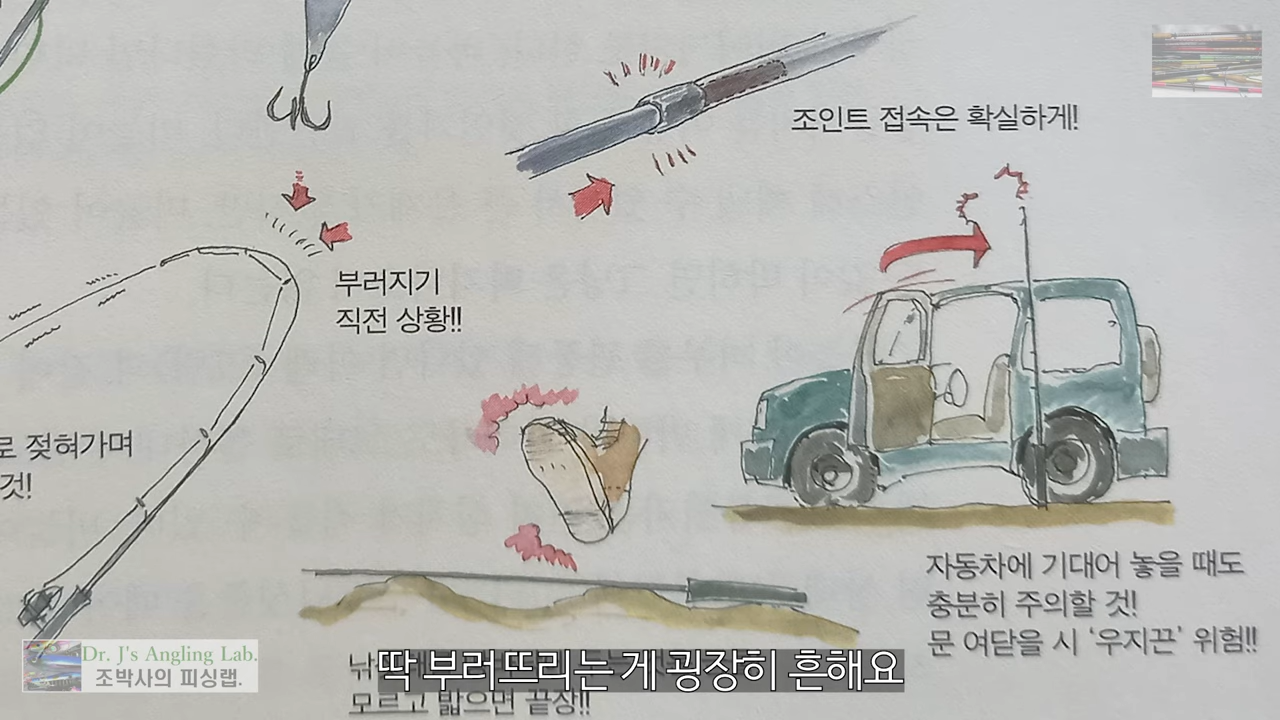 조인트 접속은 확실하게!
부러지기
직전 상황!!
로 젖혀가며
것!
자동차에 기대어 놓을 때도
충분히 주의할 것!
문 여닫을 시 ‘우지끈’ 위험!!
낚
모르고 밟으면 끝장!!
딱 부러뜨리는 게 굉장히 흔해요
Dr. J's Angling Lab.
조박사의 피싱랩.